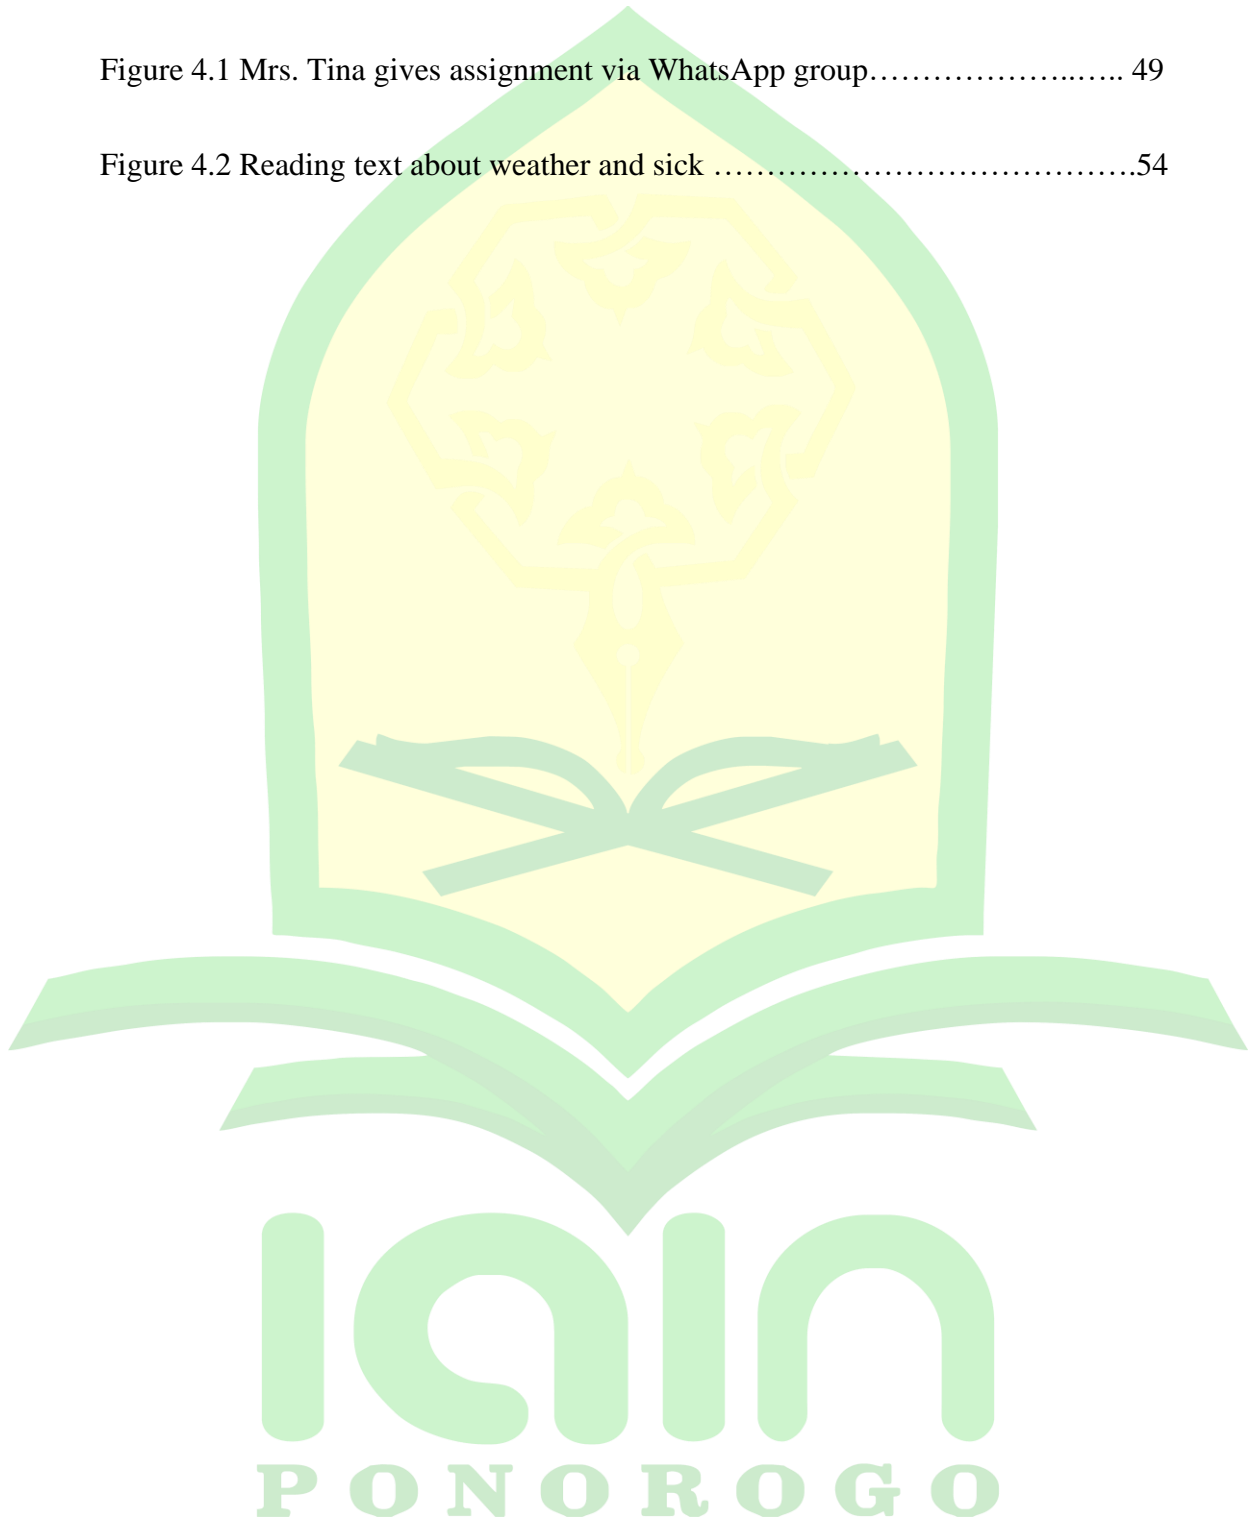 Figure 4.1 Mrs. Tina gives assignment via WhatsApp group………………..….. 49
Figure 4.2 Reading text about weather and sick ………………………………….54
iain
PONOROGO